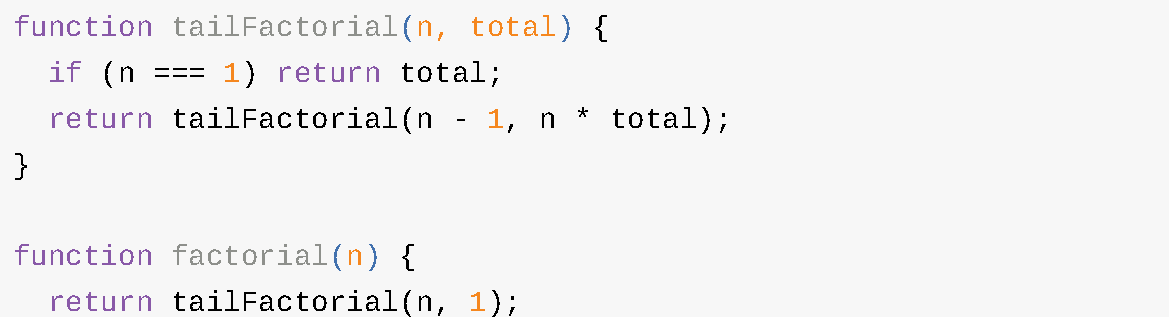 function tailFactorial(n, total) {
  if (n === 1) return total;
  return tailFactorial(n - 1, n * total);
}

function factorial(n) {
  return tailFactorial(n, 1);